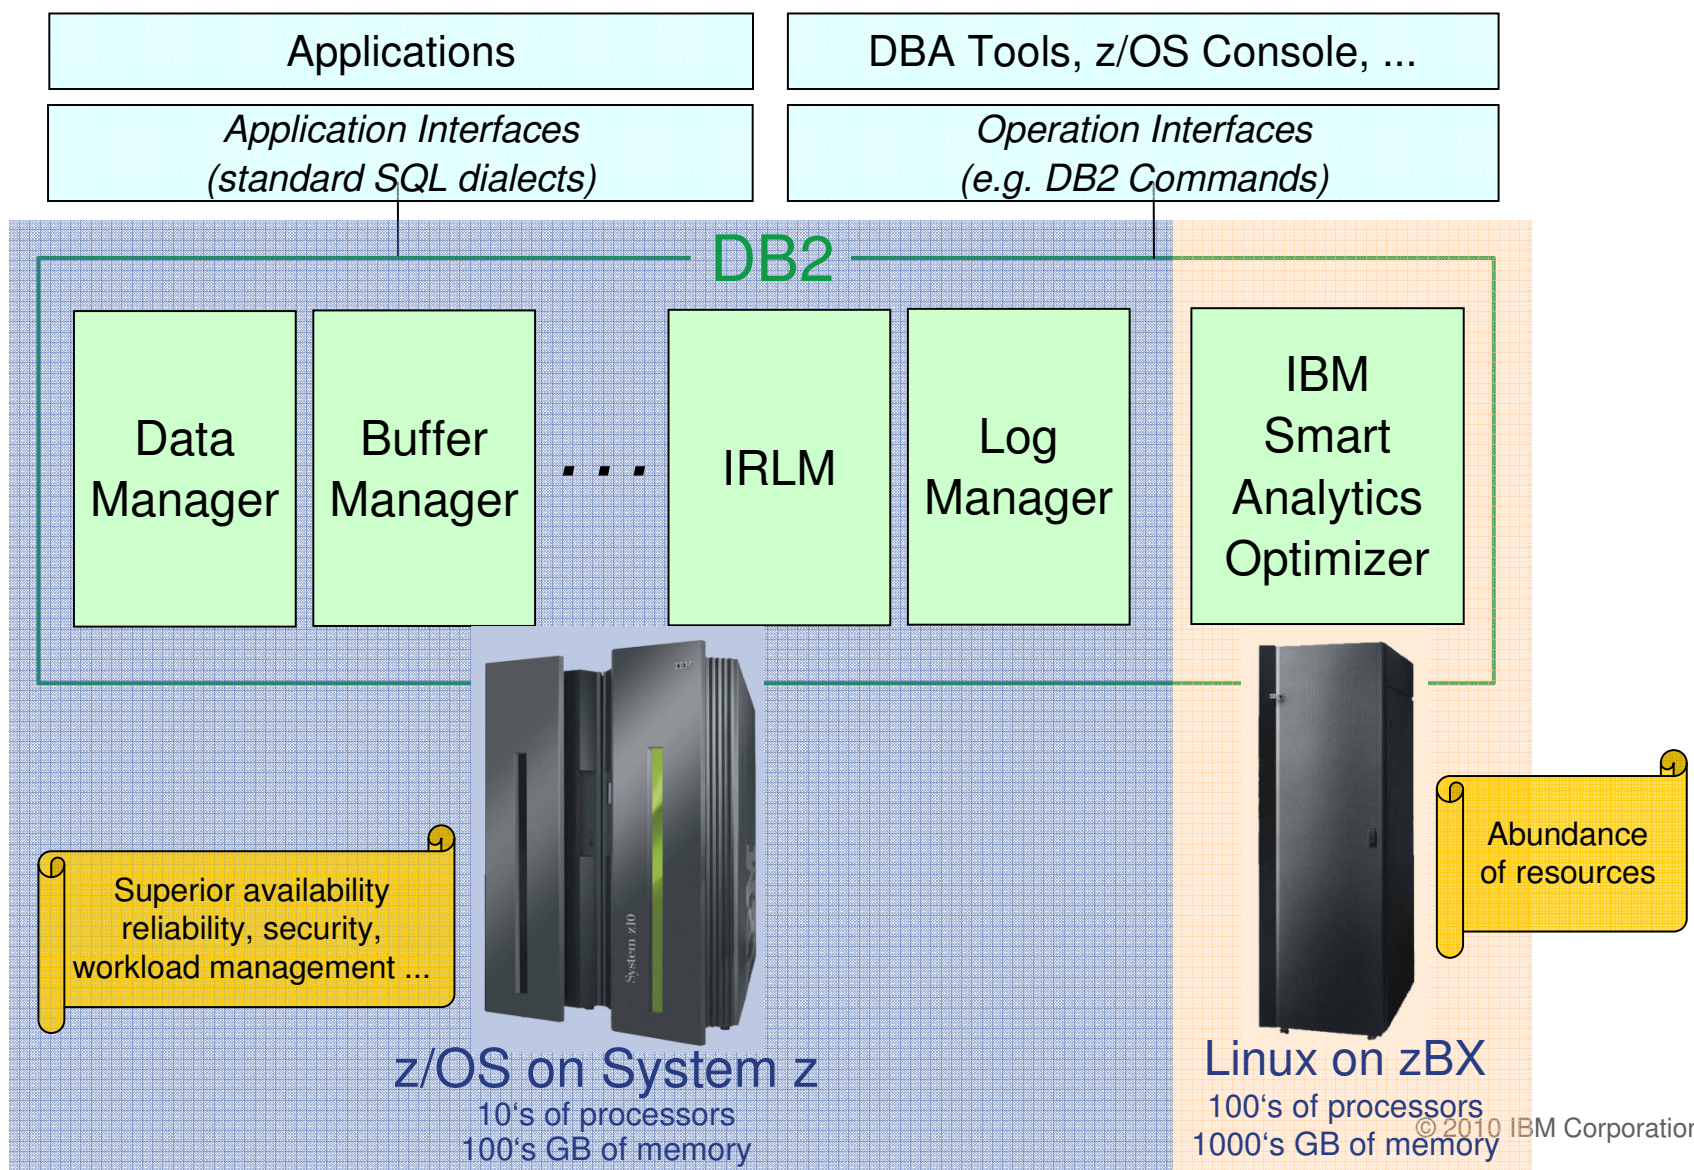 Applications
DBA Tools, z/OS Console, ...
Application Interfaces
(standard SQL dialects)
Operation Interfaces
(e.g. DB2 Commands)
DB2
Data
Manager
Buffer
Manager
. . .
IRLM
Log
Manager
IBM
Smart
Analytics
Optimizer
Superior availability
reliability, security,
workload management ...
System z10
Abundance
of resources
z/OS on System z
10's of processors
100's GB of memory
Linux on zBX
100's of processors
1000's GB of memory
© 2010 IBM Corporation